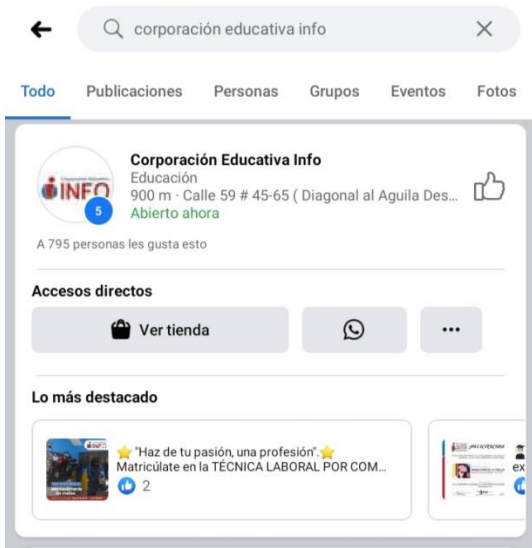 corporación educativa info
Todo Publicaciones Personas Grupos Eventos Fotos
Corporación Educativa Info
Educación
900 m · Calle 59 # 45-65 ( Diagonal al Aguila Des...
Abierto ahora
INFO
5
A 795 personas les gusta esto
Accesos directos
Ver tienda
Lo más destacado
⭐"Haz de tu pasión, una profesión".⭐
Matricúlate en la TÉCNICA LABORAL POR COM...
2
ex